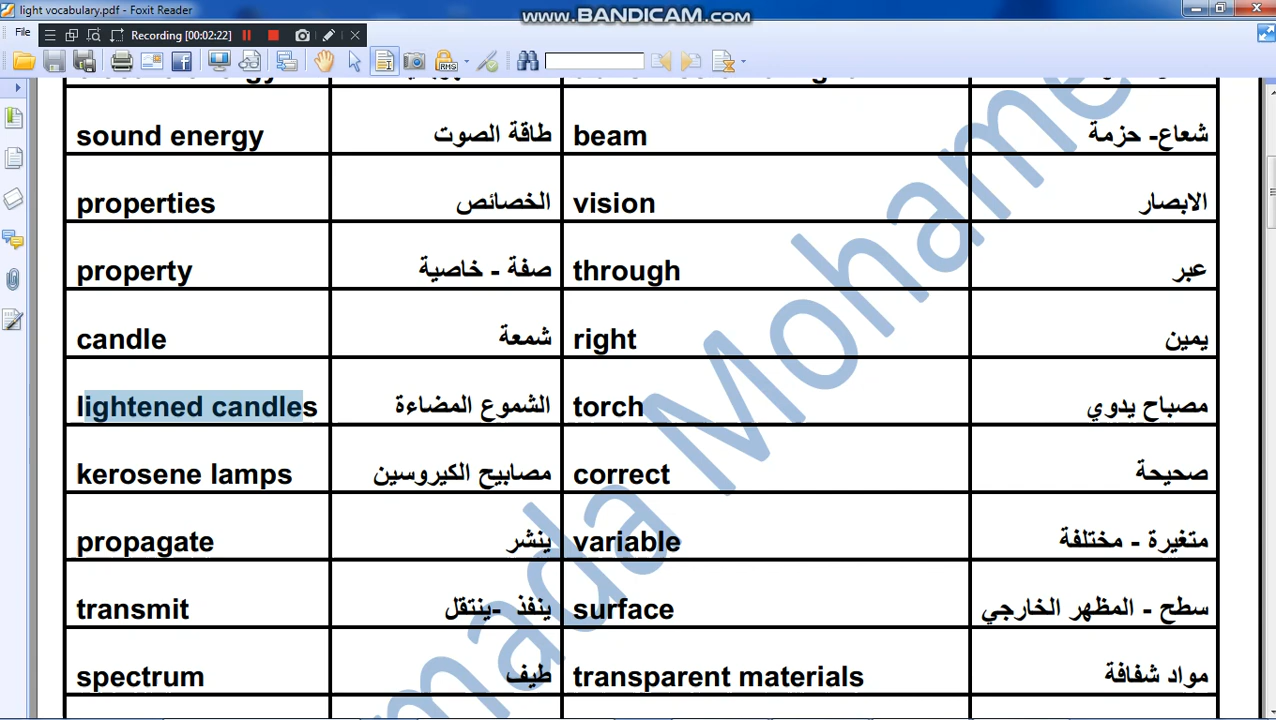 light vocabulary.pdf - Foxit Reader
www.BANDICAM.com
File
Recording [00:02:22]
RMS
sound energy طاقة الصوت beam شعاع- حزمة
properties الخصائص vision الابصار
property صفة - خاصية through عبر
candle شمعة right يمين
lightened candles الشموع المضاءة torch مصباح يدوي
kerosene lamps مصابيح الكيروسين correct صحيحة
propagate ينشر variable متغيرة - مختلفة
transmit ينفذ -ينتقل surface سطح - المظهر الخارجي
spectrum طيف transparent materials مواد شفافة
mada Mohame